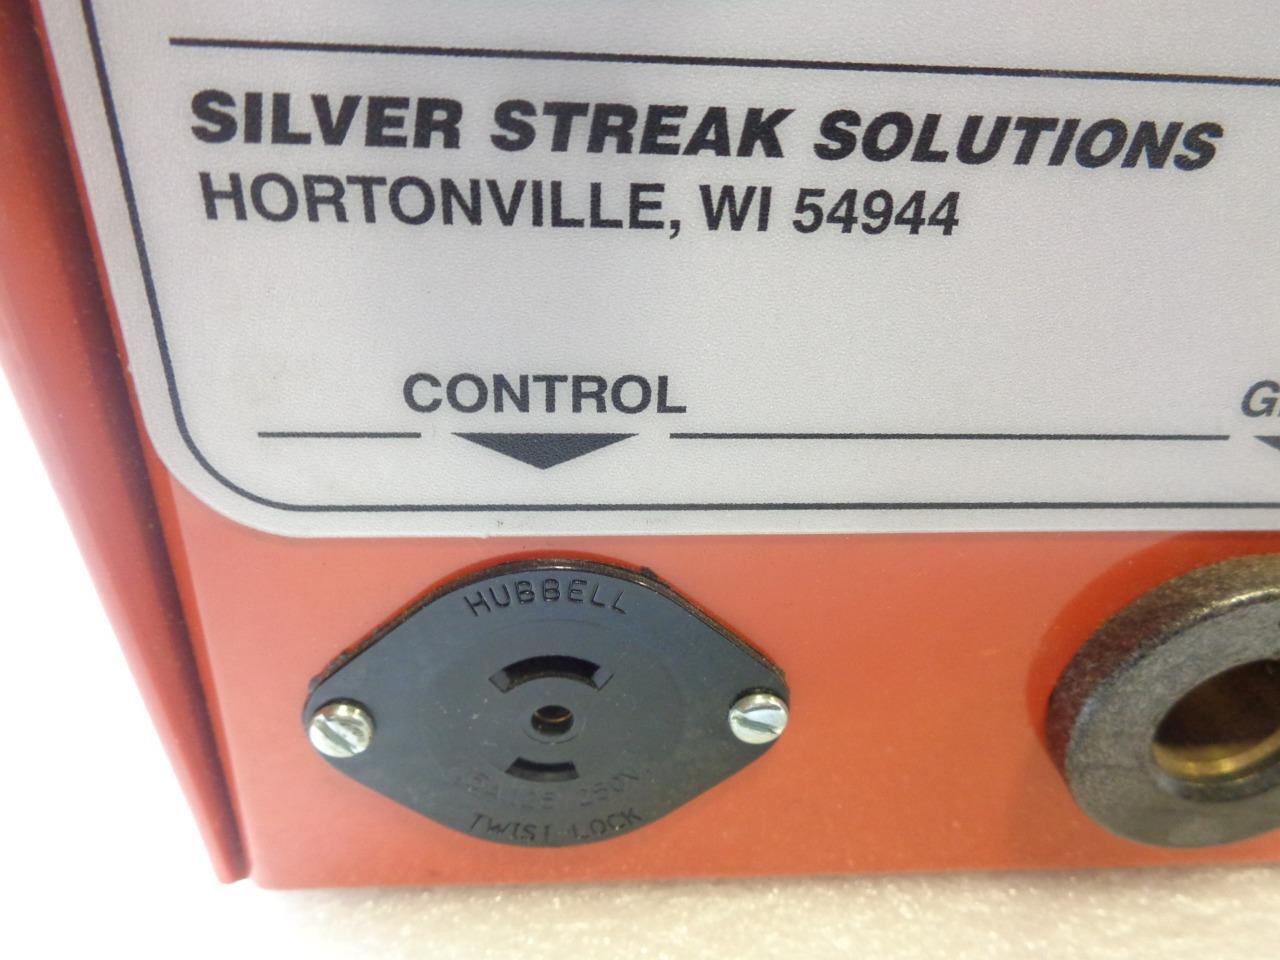 SILVER STREAK SOLUTIONS
HORTONVILLE, WI 54944
CONTROL
HUBBELL
TWIST-LOCK